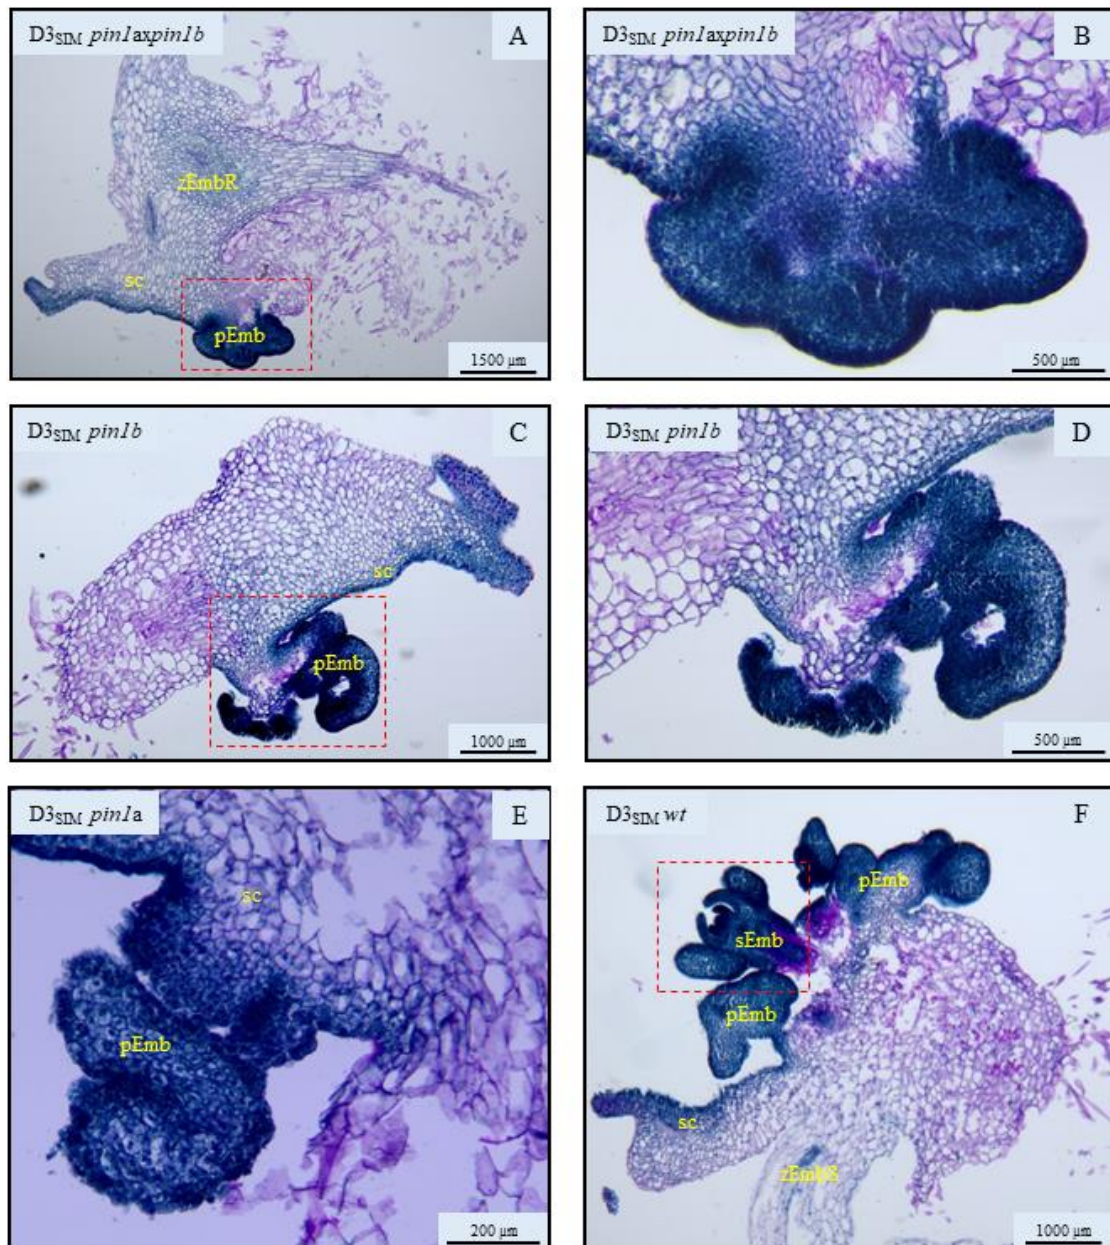 D3SIM pin1axpin1b A
zEmbR
sc
pEmb
1500 µm
D3SIM pin1axpin1b B
500 µm
D3SIM pin1b C
sc
pEmb
1000 µm
D3SIM pin1b D
500 µm
D3SIM pin1a E
sc
pEmb
200 µm
D3SIM wt F
pEmb
sEmb
pEmb
sc
zEmbS
1000 µm